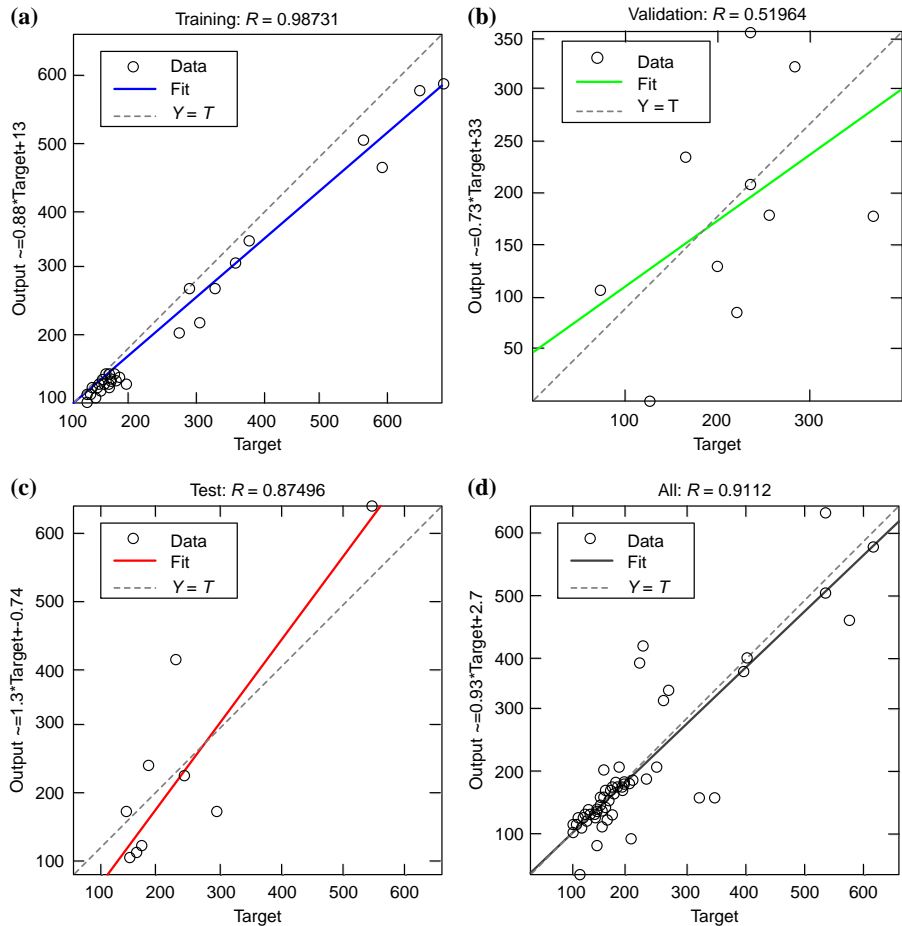 (a)
Training: R = 0.98731
Data
Fit
Y = T
Output ~=0.88*Target+13
600
500
400
300
200
100
100 200 300 400 500 600
Target
(b)
Validation: R = 0.51964
Data
Fit
Y = T
Output ~=0.73*Target+33
350
300
250
200
150
100
50
100 200 300
Target
(c)
Test: R = 0.87496
Data
Fit
Y = T
Output ~=1.3*Target+-0.74
600
500
400
300
200
100
100 200 300 400 500 600
Target
(d)
All: R = 0.9112
Data
Fit
Y = T
Output ~=0.93*Target+2.7
600
500
400
300
200
100
100 200 300 400 500 600
Target